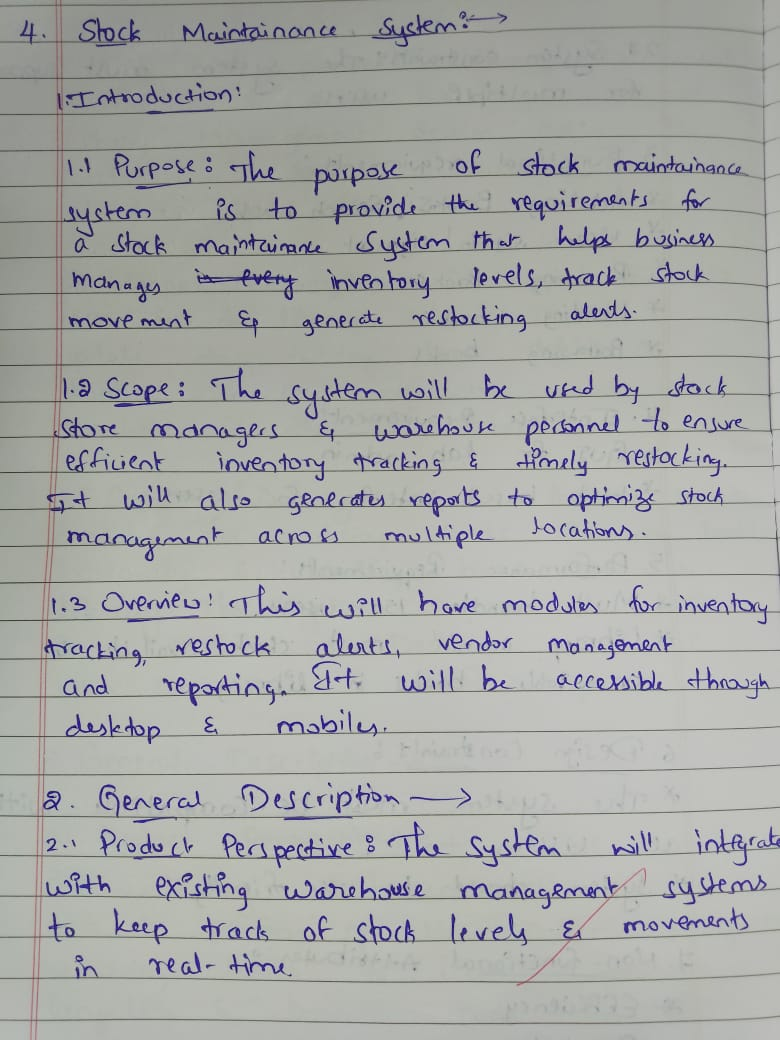 4. Stock Maintainance System:→
1. Introduction:
1.1 Purpose: The purpose of stock maintainance
system is to provide the requirements for
a stock maintainance system that helps business
manages is every inventory levels, track stock
movement & generate restocking alerts.
1.2 Scope: The system will be used by stock
store managers & warehouse personnel to ensure
efficient inventory tracking & timely restocking.
It will also generates reports to optimize stock
management across multiple locations.
1.3 Overview: This will have modules for inventory
tracking, restock alerts, vendor management
and reporting. It will be accessible through
desktop & mobiles.
2. General Description →
2.1 Product Perspective: The system will integrate
with existing warehouse management systems
to keep track of stock levels & movements
in real-time